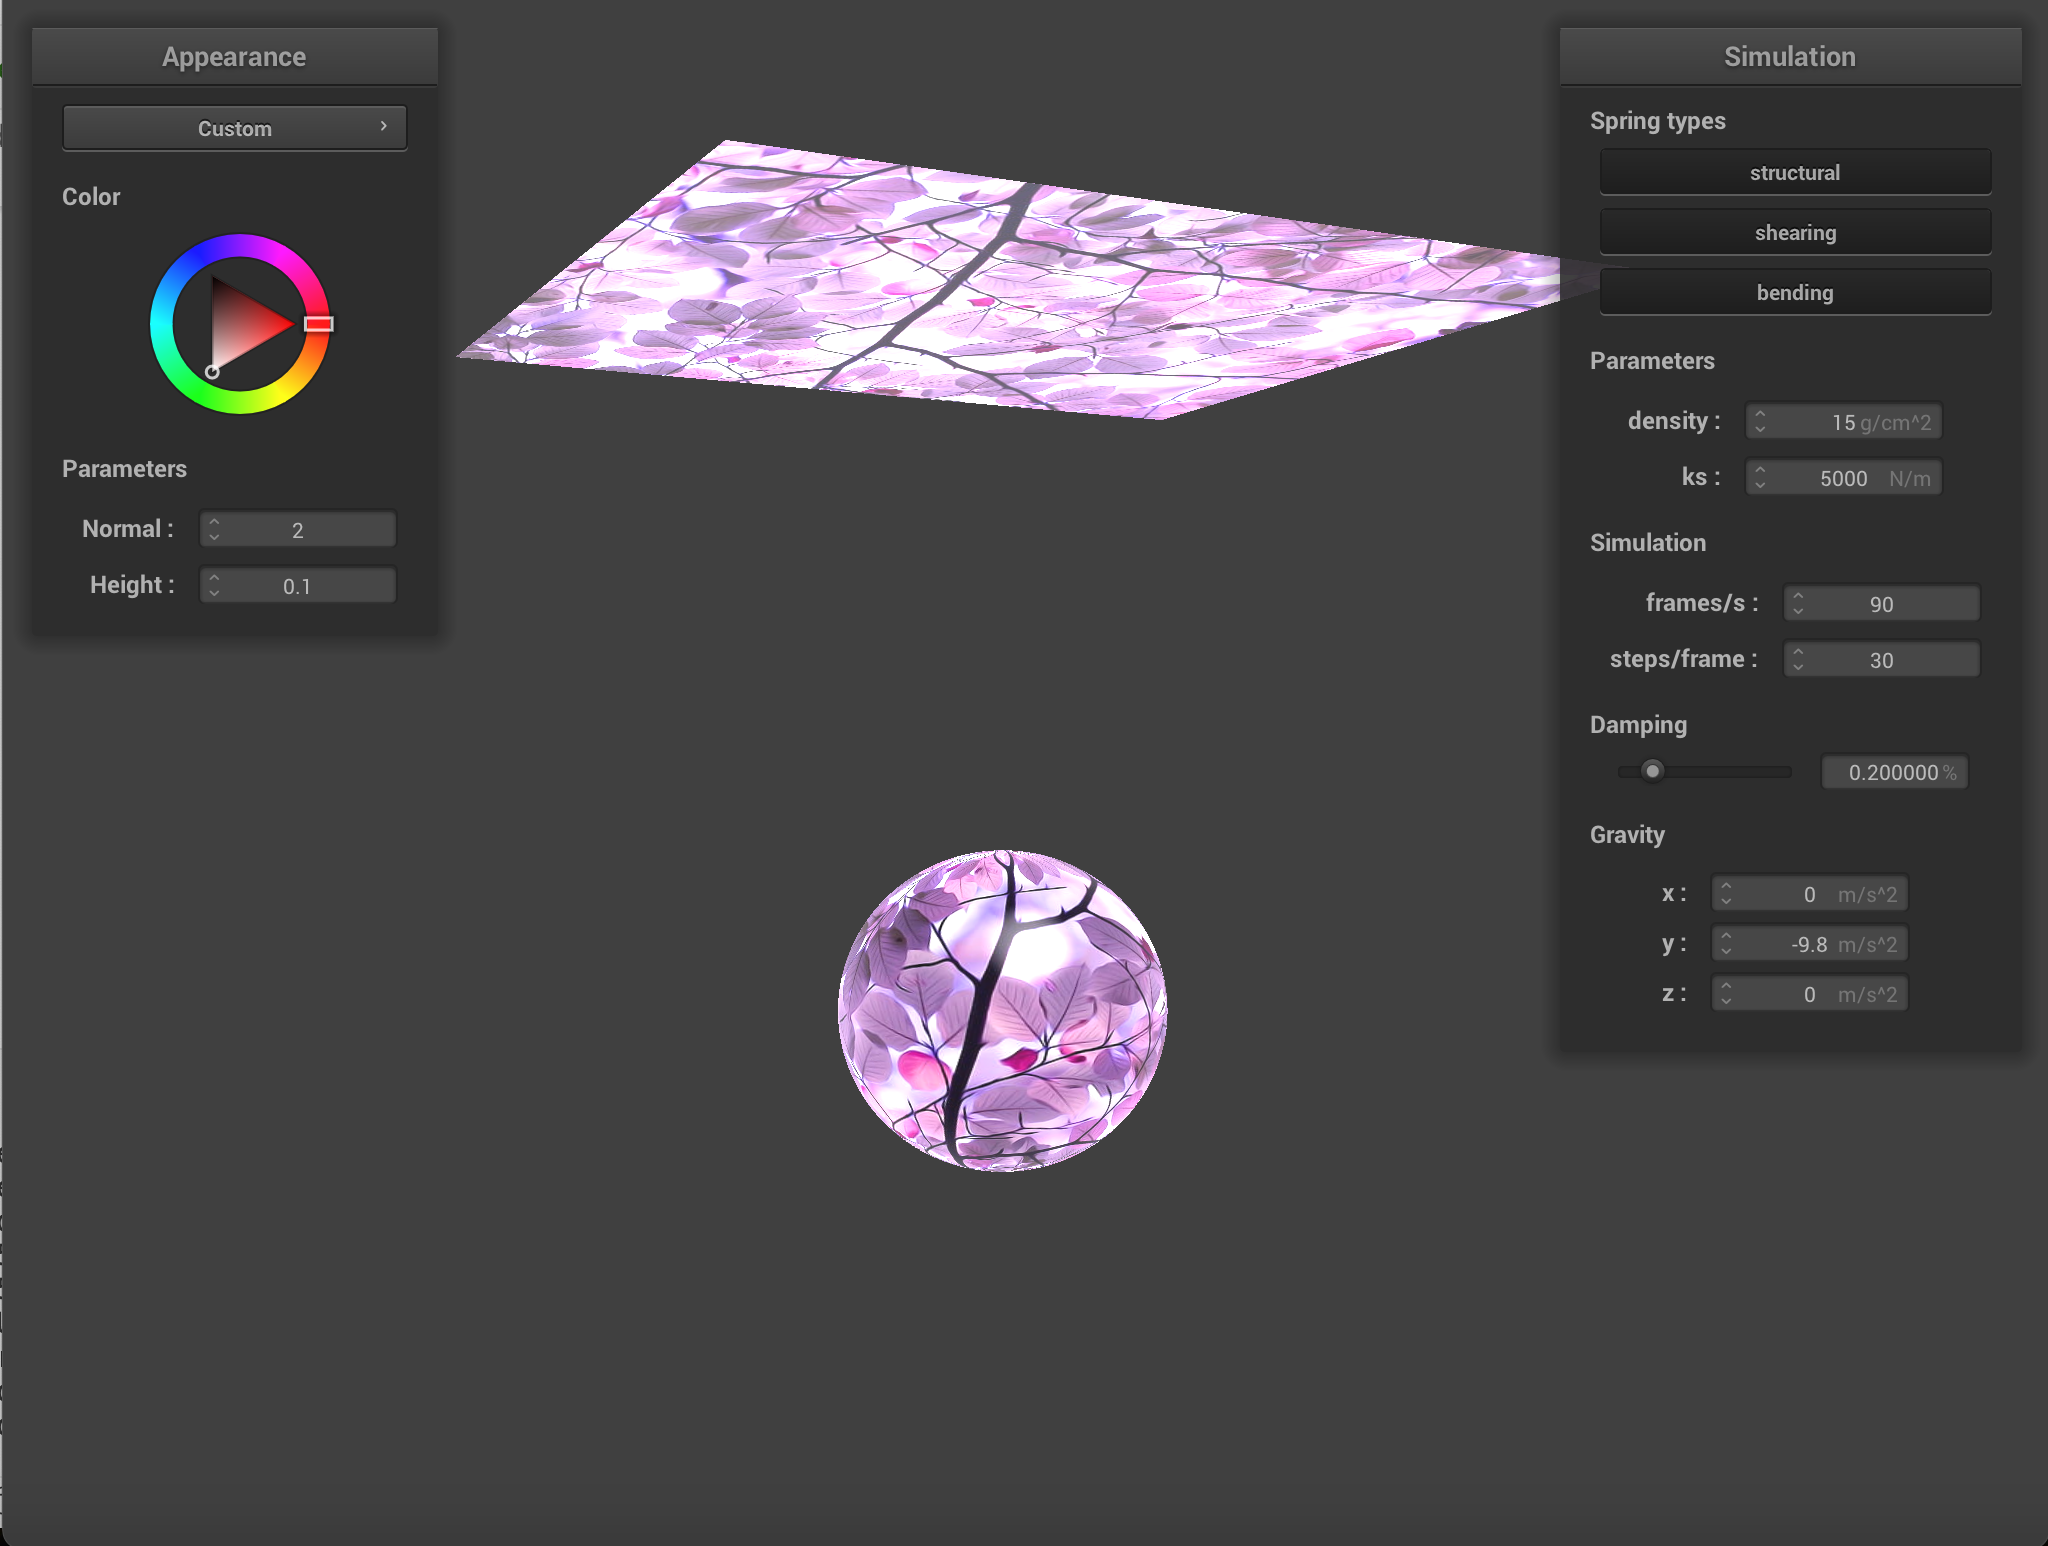 Appearance
Custom
Color
Parameters
Normal : 2
Height : 0.1
Simulation
Spring types
structural
shearing
bending
Parameters
density : 15 g/cm^2
ks : 5000 N/m
Simulation
frames/s : 90
steps/frame : 30
Damping
0.200000 %
Gravity
x : 0 m/s^2
y : -9.8 m/s^2
z : 0 m/s^2